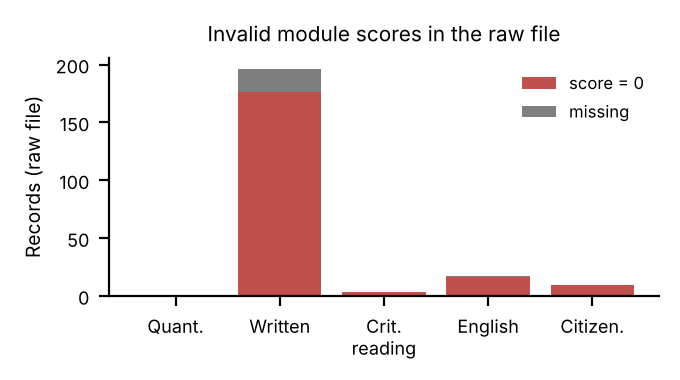 Invalid module scores in the raw file
Records (raw file)
200
150
100
50
0
score = 0
missing
Quant.
Written
Crit.
reading
English
Citizen.